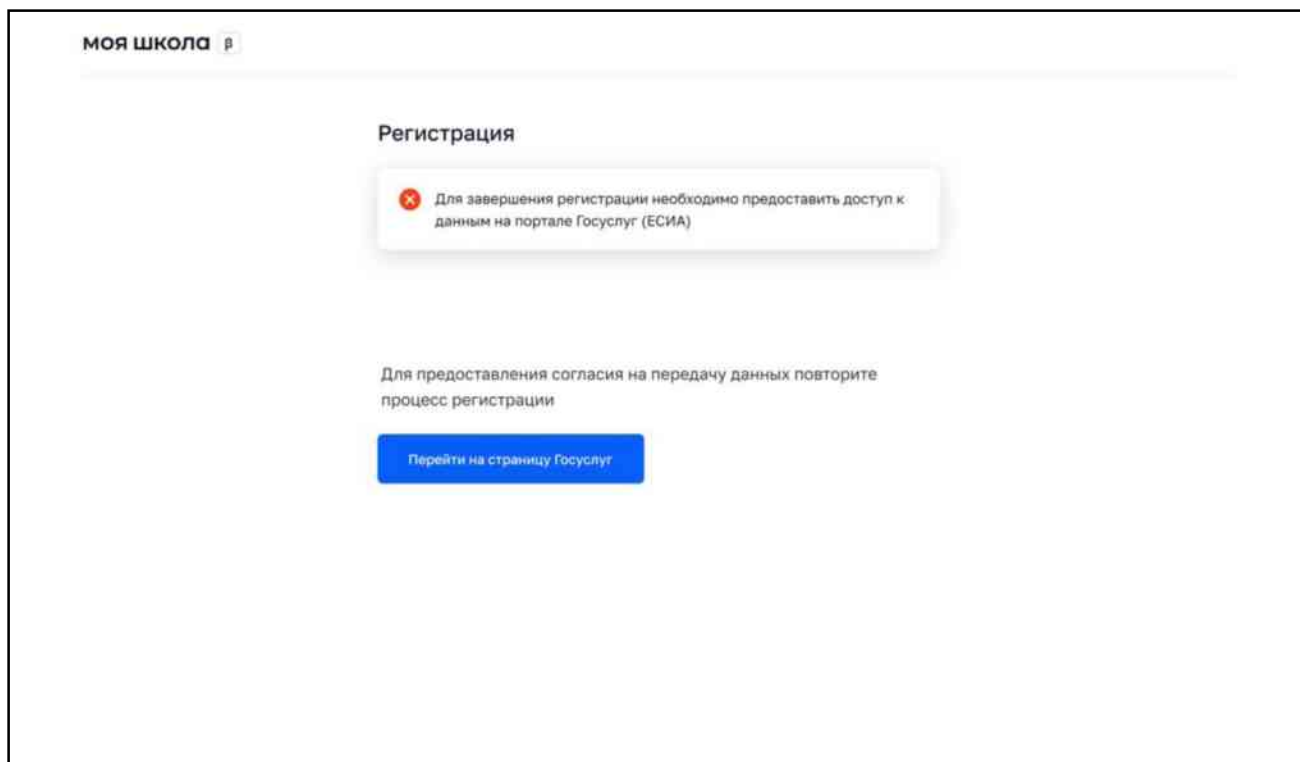 моя школа β
Регистрация
Для завершения регистрации необходимо предоставить доступ к
данным на портале Госуслуг (ЕСИА)
Для предоставления согласия на передачу данных повторите
процесс регистрации
Перейти на страницу Госуслуг